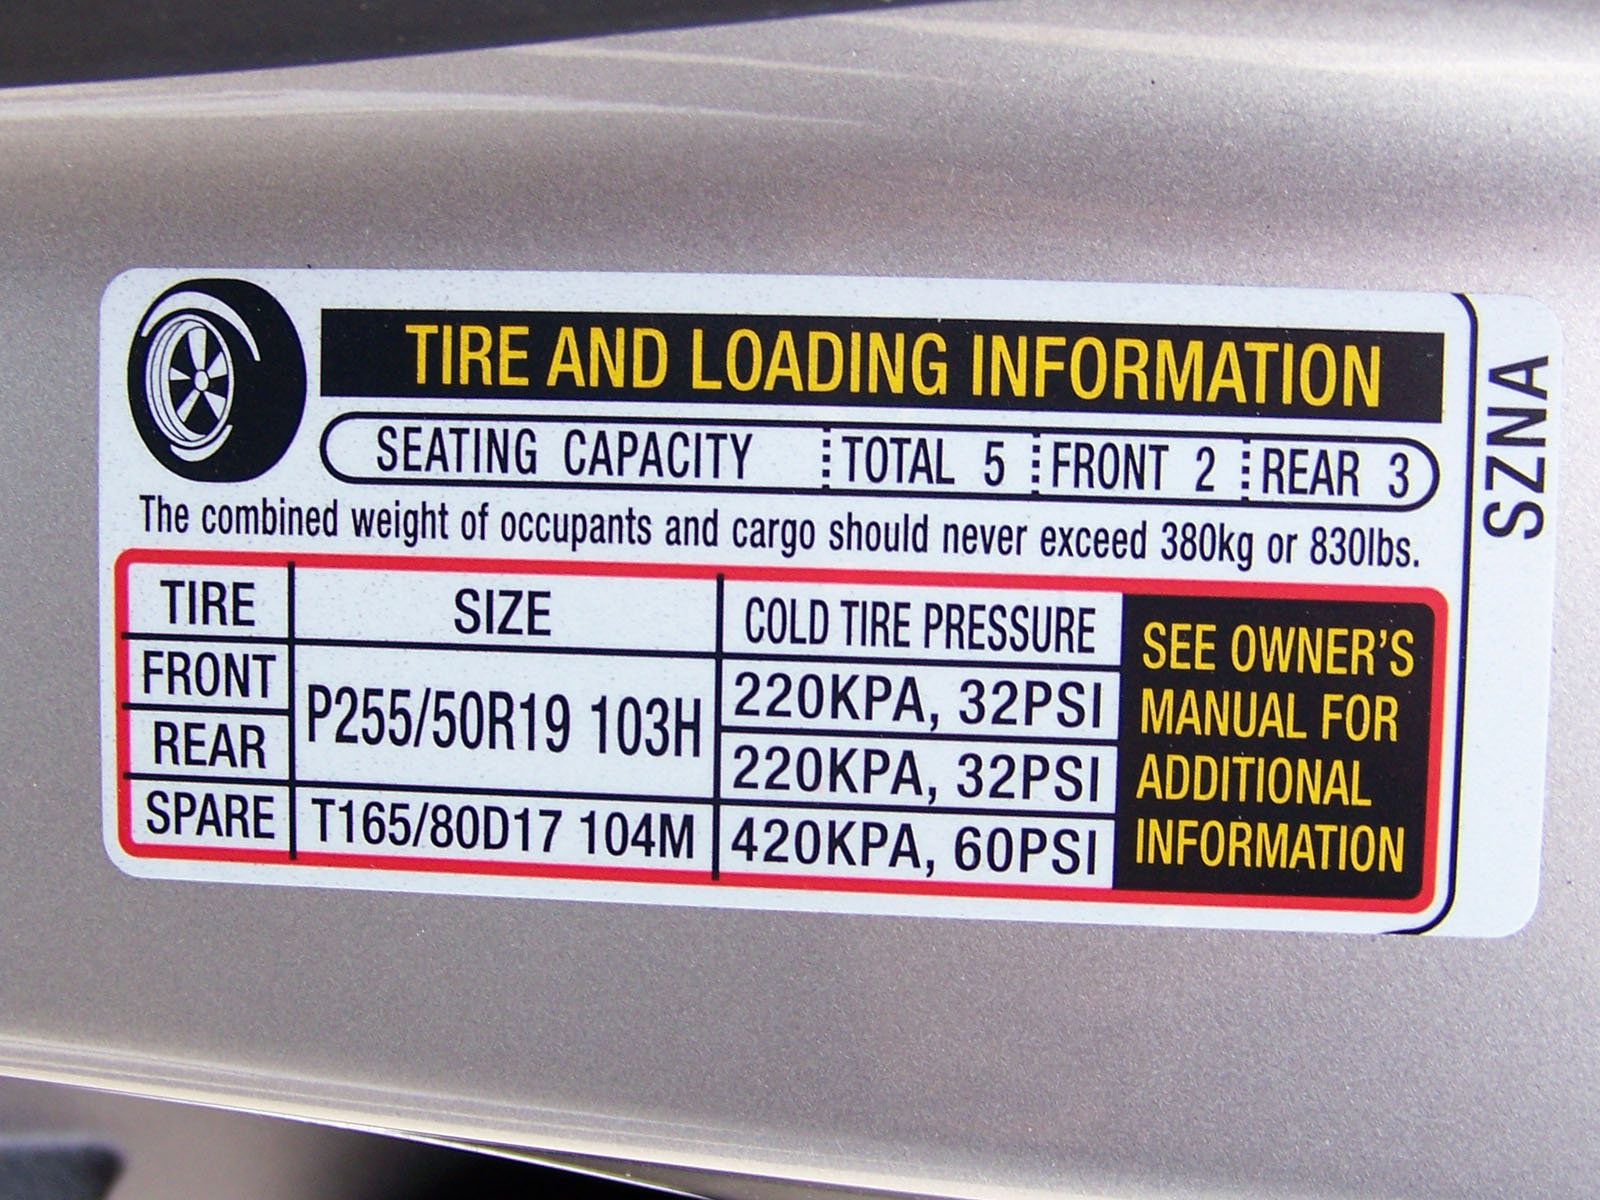 TIRE AND LOADING INFORMATION
SEATING CAPACITY TOTAL 5 FRONT 2 REAR 3
The combined weight of occupants and cargo should never exceed 380kg or 830lbs.
TIRE SIZE COLD TIRE PRESSURE
FRONT P255/50R19 103H 220KPA, 32PSI
REAR 220KPA, 32PSI
SPARE T165/80D17 104M 420KPA, 60PSI
SEE OWNER'S
MANUAL FOR
ADDITIONAL
INFORMATION
SZNA